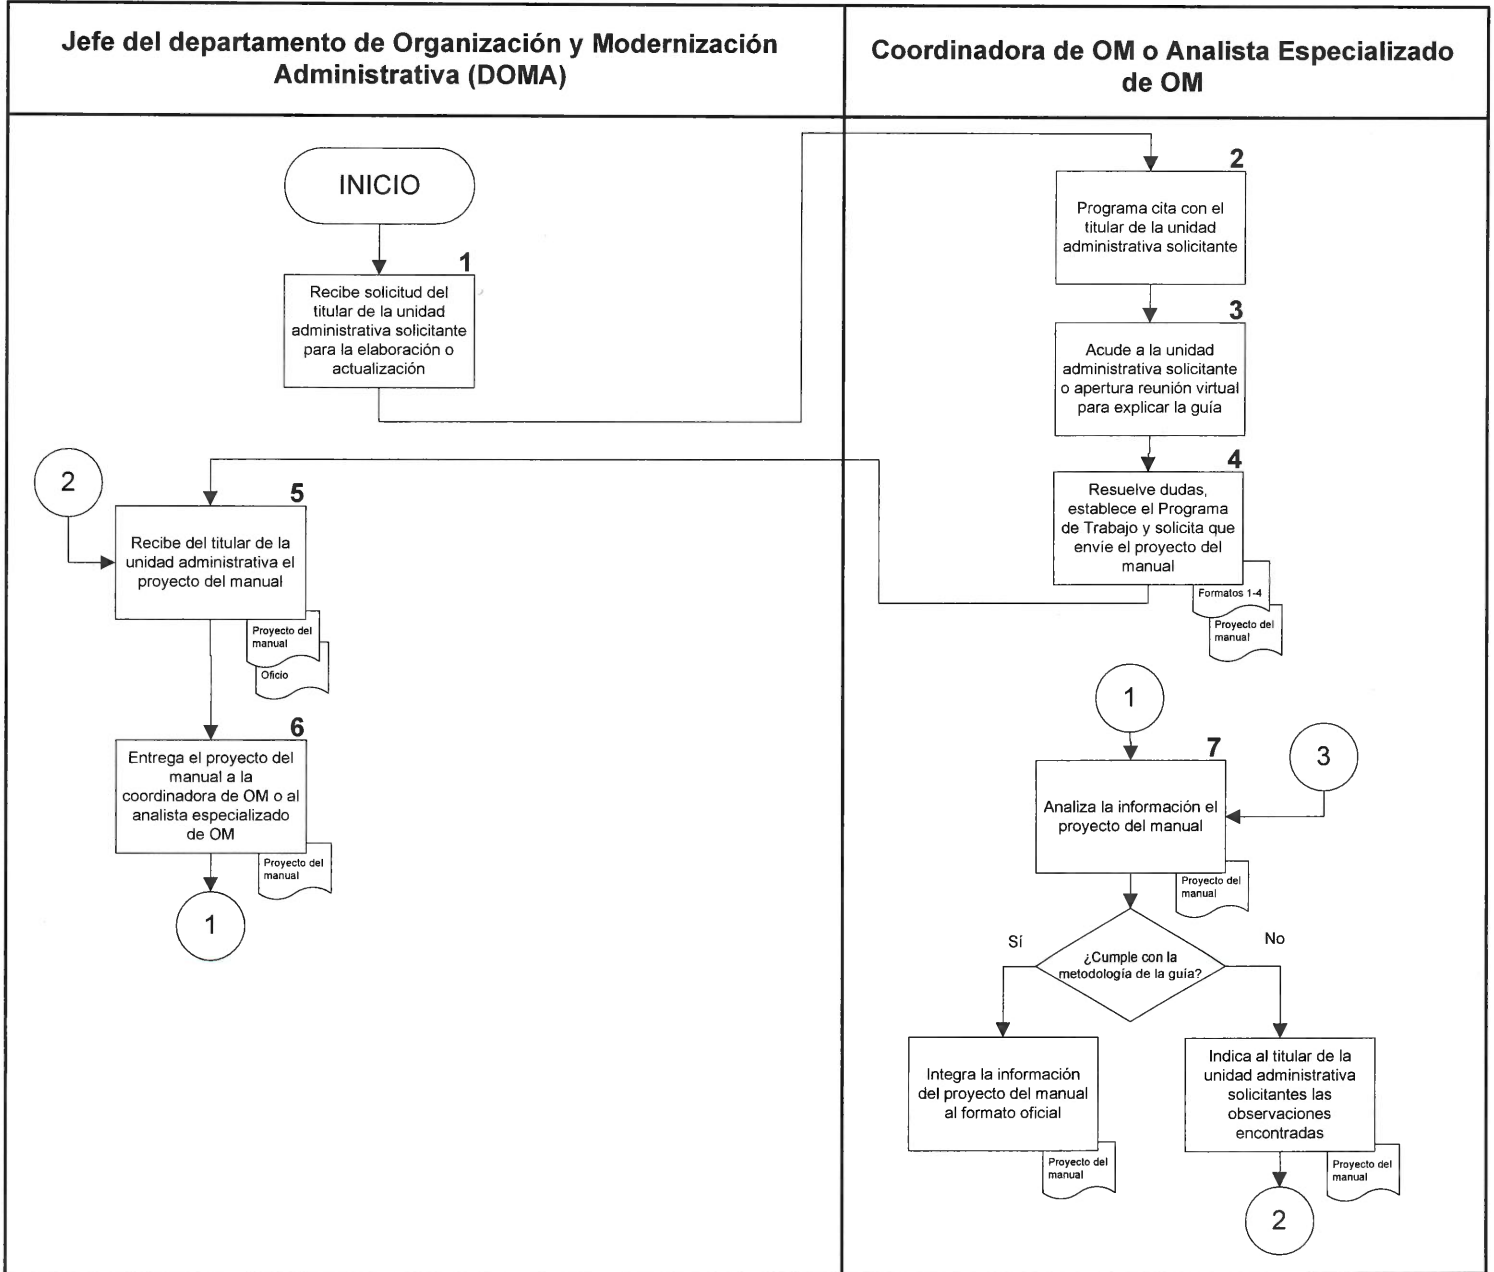 Jefe del departamento de Organización y Modernización
Administrativa (DOMA)
Coordinadora de OM o Analista Especializado
de OM
INICIO
1
Recibe solicitud del
titular de la unidad
administrativa solicitante
para la elaboración o
actualización
2
Programa cita con el
titular de la unidad
administrativa solicitante
3
Acude a la unidad
administrativa solicitante
o apertura reunión virtual
para explicar la guía
4
Resuelve dudas,
establece el Programa
de Trabajo y solicita que
envie el proyecto del
manual
Formatos 1-4
Proyecto del
manual
2
5
Recibe del titular de la
unidad administrativa el
proyecto del manual
Proyecto del
manual
Oficio
6
Entrega el proyecto del
manual a la
coordinadora de OM o al
analista especializado
de OM
Proyecto del
manual
1
1
7
3
Analiza la información el
proyecto del manual
Proyecto del
manual
¿Cumple con la
metodología de la guía?
Sí
No
Integra la información
del proyecto del manual
al formato oficial
Proyecto del
manual
Indica al titular de la
unidad administrativa
solicitantes las
observaciones
encontradas
Proyecto del
manual
2